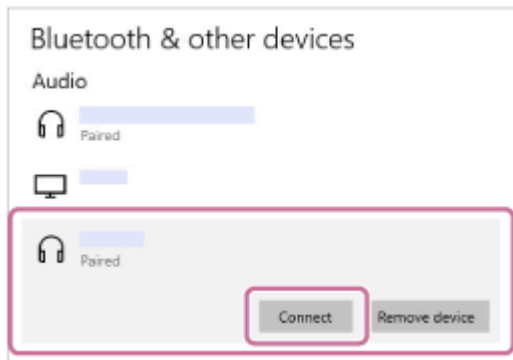 Bluetooth & other devices
Audio
Paired
Paired
Connect
Remove device